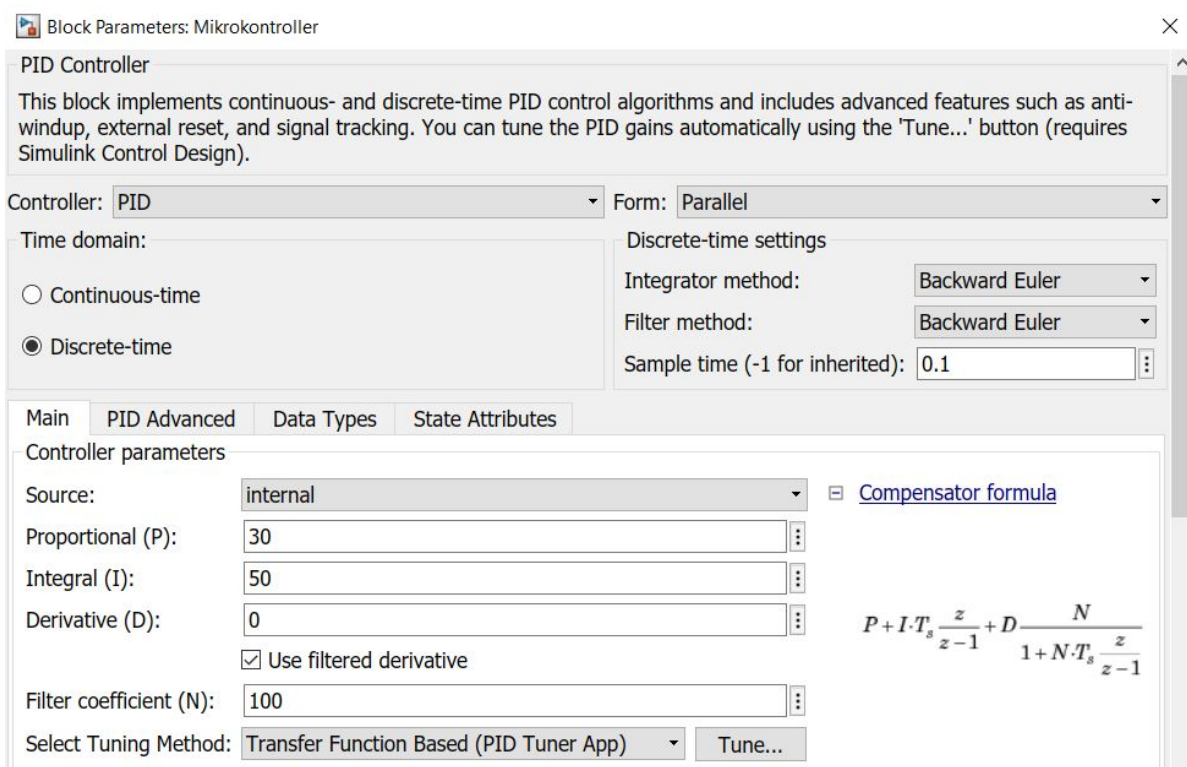 Block Parameters: Mikrokontroller
PID Controller
This block implements continuous- and discrete-time PID control algorithms and includes advanced features such as anti-
windup, external reset, and signal tracking. You can tune the PID gains automatically using the 'Tune...' button (requires
Simulink Control Design).
Controller: PID Form: Parallel
Time domain:
Continuous-time
Discrete-time
Discrete-time settings
Integrator method: Backward Euler
Filter method: Backward Euler
Sample time (-1 for inherited): 0.1
Main PID Advanced Data Types State Attributes
Controller parameters
Source: internal
Compensator formula
Proportional (P): 30
Integral (I): 50
Derivative (D): 0
Use filtered derivative
Filter coefficient (N): 100
P + I·T_s z/(z−1) + D N/(1 + N·T_s z/(z−1))
Select Tuning Method: Transfer Function Based (PID Tuner App) Tune...